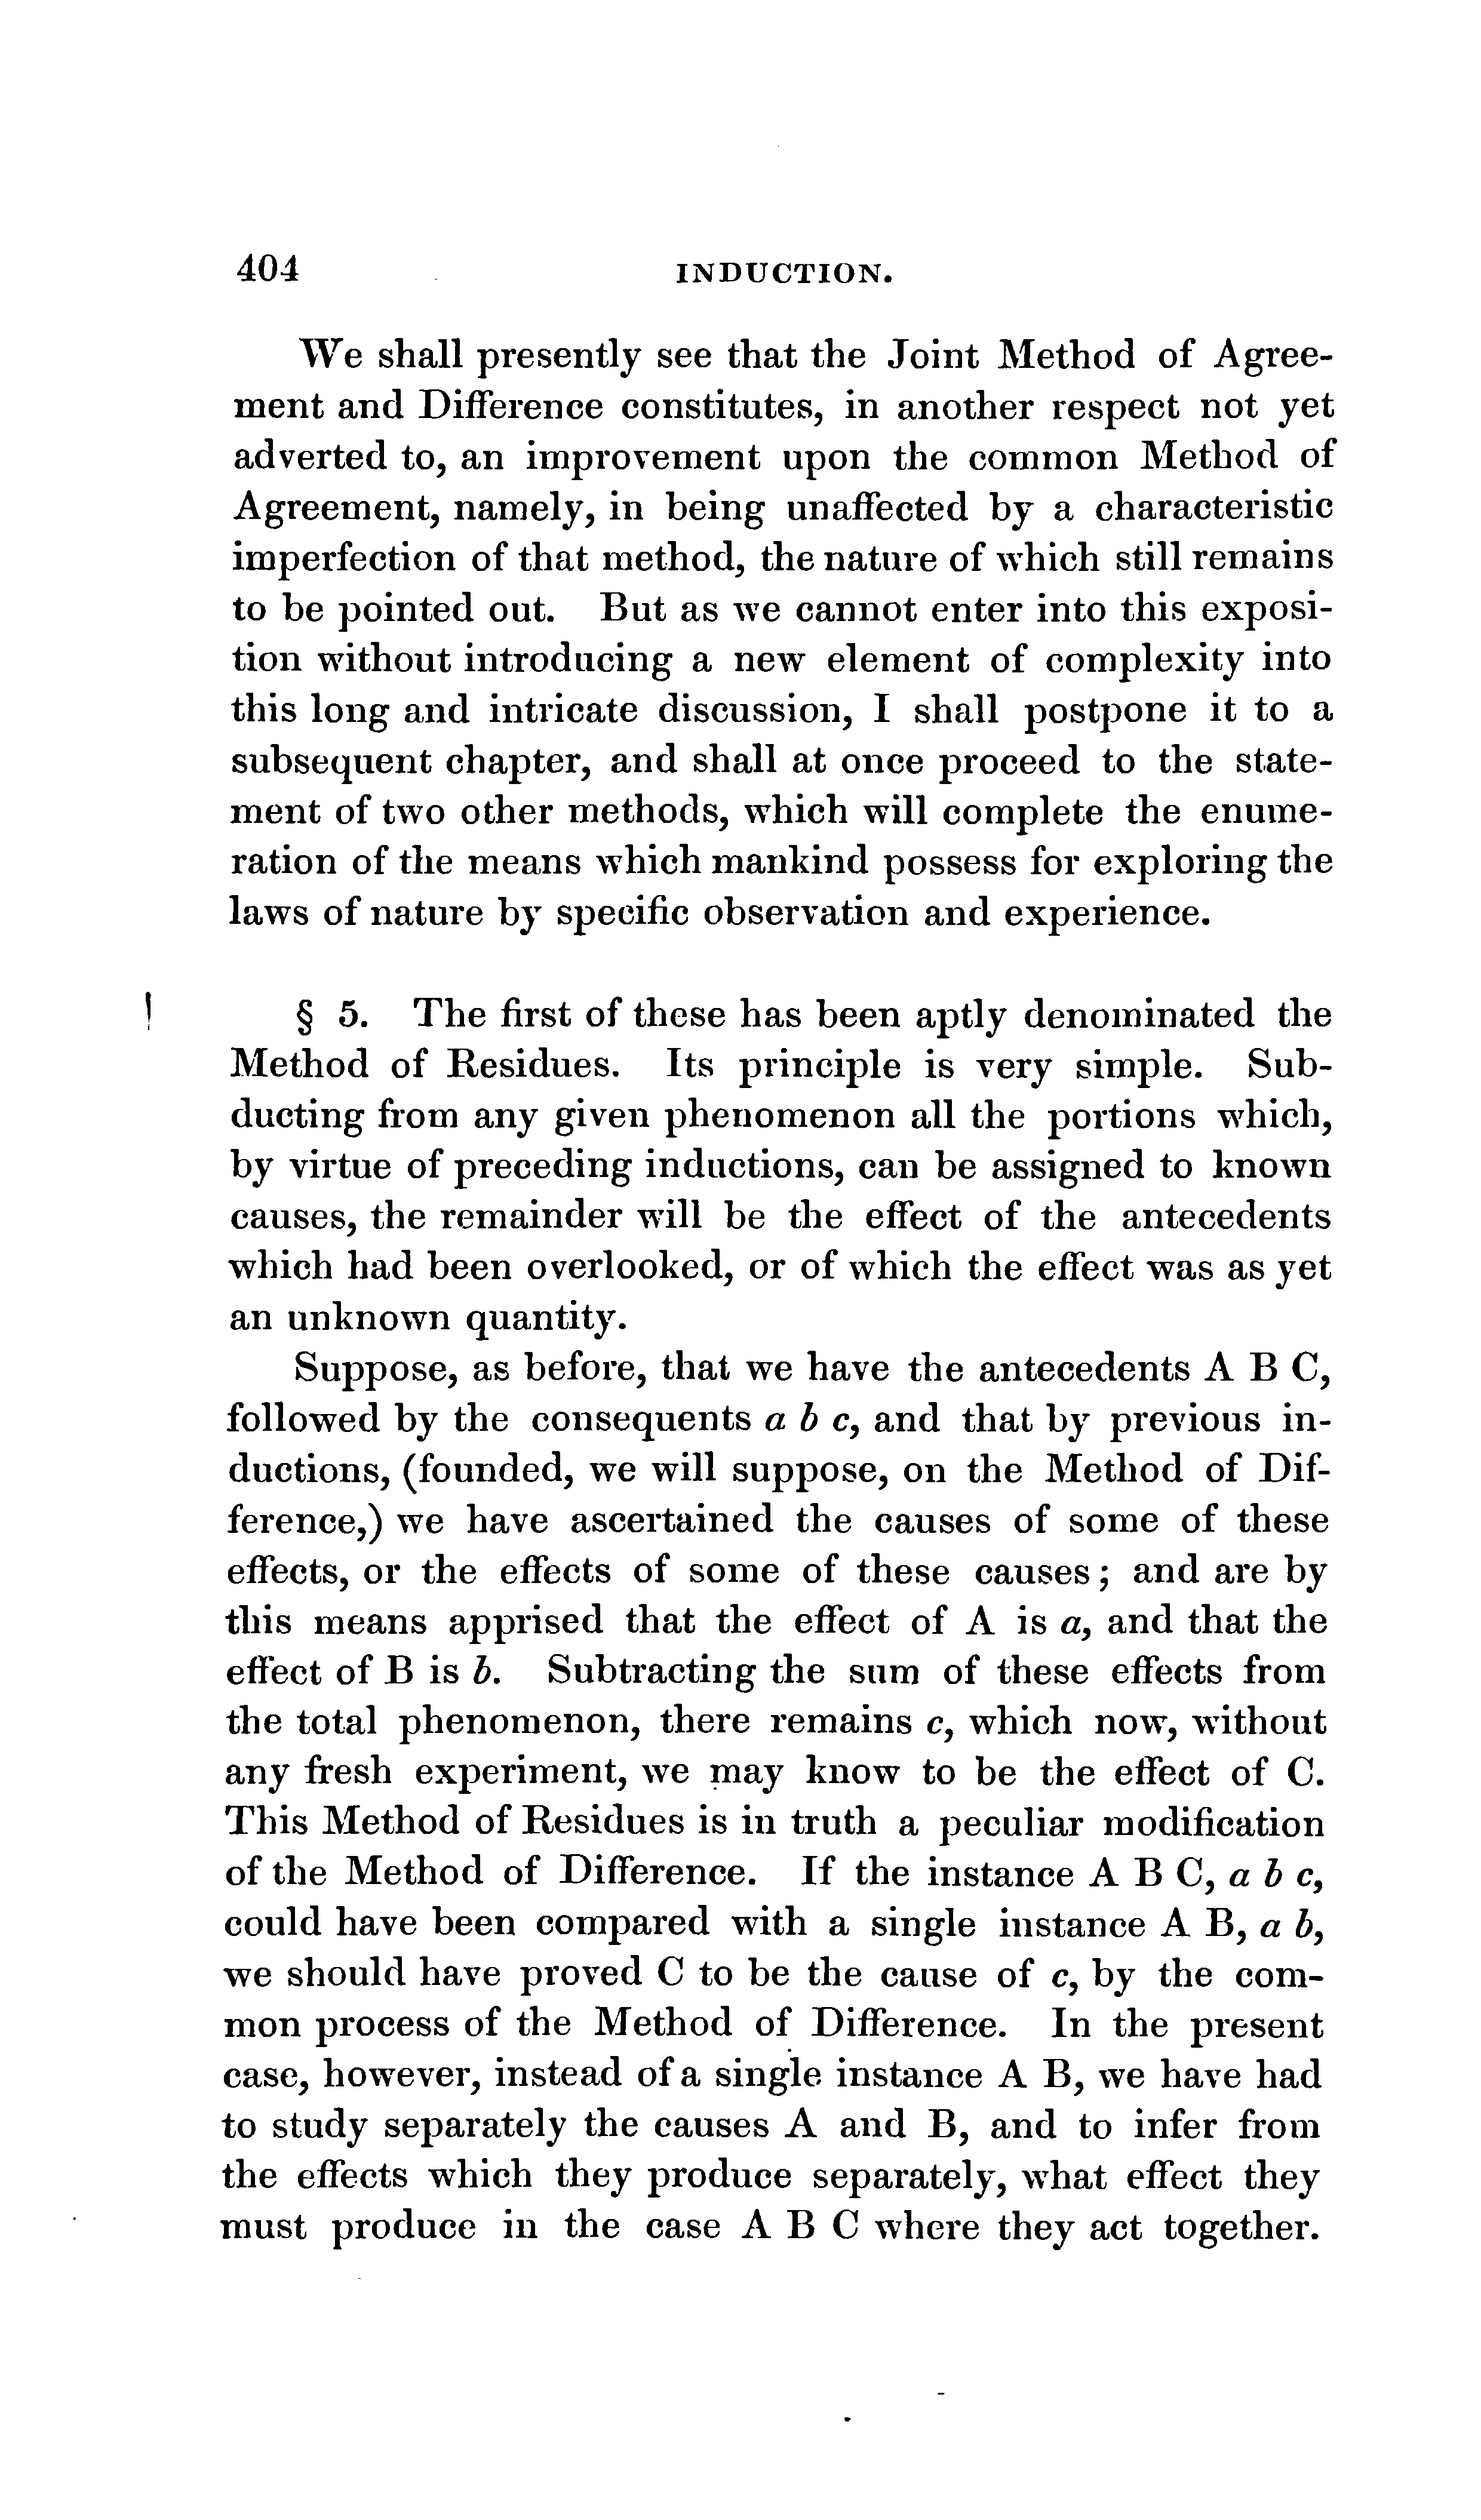 404 INDUCTION.
We shall presently see that the Joint Method of Agree-
ment and Difference constitutes, in another respect not yet
adverted to, an improvement upon the common Method of
Agreement, namely, in being unaffected by a characteristic
imperfection of that method, the nature of which still remains
to be pointed out. But as we cannot enter into this exposi-
tion without introducing a new element of complexity into
this long and intricate discussion, I shall postpone it to a
subsequent chapter, and shall at once proceed to the state-
ment of two other methods, which will complete the enume-
ration of the means which mankind possess for exploring the
laws of nature by specific observation and experience.
§ 5. The first of these has been aptly denominated the
Method of Residues. Its principle is very simple. Sub-
ducting from any given phenomenon all the portions which,
by virtue of preceding inductions, can be assigned to known
causes, the remainder will be the effect of the antecedents
which had been overlooked, or of which the effect was as yet
an unknown quantity.
Suppose, as before, that we have the antecedents A B C,
followed by the consequents a b c, and that by previous in-
ductions, (founded, we will suppose, on the Method of Dif-
ference,) we have ascertained the causes of some of these
effects, or the effects of some of these causes; and are by
this means apprised that the effect of A is a, and that the
effect of B is b. Subtracting the sum of these effects from
the total phenomenon, there remains c, which now, without
any fresh experiment, we may know to be the effect of C.
This Method of Residues is in truth a peculiar modification
of the Method of Difference. If the instance A B C, a b c,
could have been compared with a single instance A B, a b,
we should have proved C to be the cause of c, by the com-
mon process of the Method of Difference. In the present
case, however, instead of a single instance A B, we have had
to study separately the causes A and B, and to infer from
the effects which they produce separately, what effect they
must produce in the case A B C where they act together.